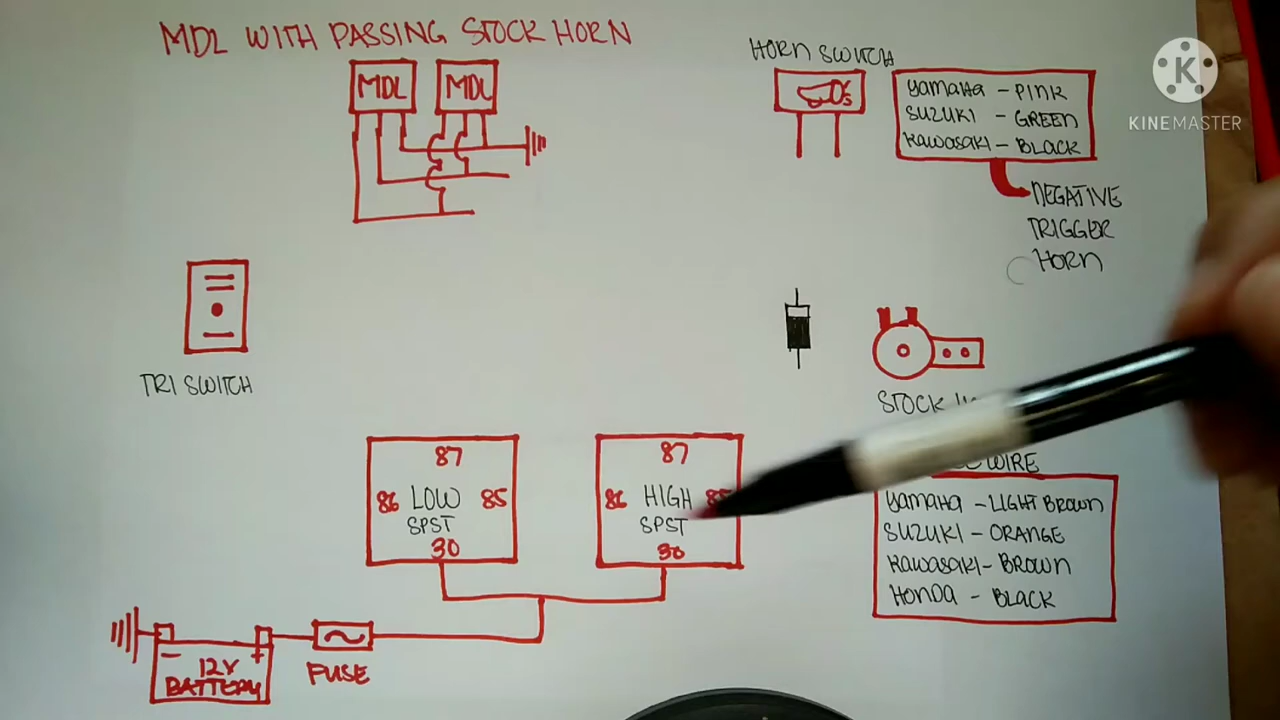 MDL WITH PASSING STOCK HORN
MDL MDL
HORN SWITCH
YAMAHA - PINK
SUZUKI - GREEN
KAWASAKI - BLACK
K
KINEMASTER
NEGATIVE
TRIGGER
HORN
TRI SWITCH
STOCK
WIRE
87
86 LOW 85
SPST
30
87
86 HIGH 85
SPST
30
YAMAHA - LIGHT BROWN
SUZUKI - ORANGE
KAWASAKI - BROWN
HONDA - BLACK
- +
12V
BATTERY
FUSE